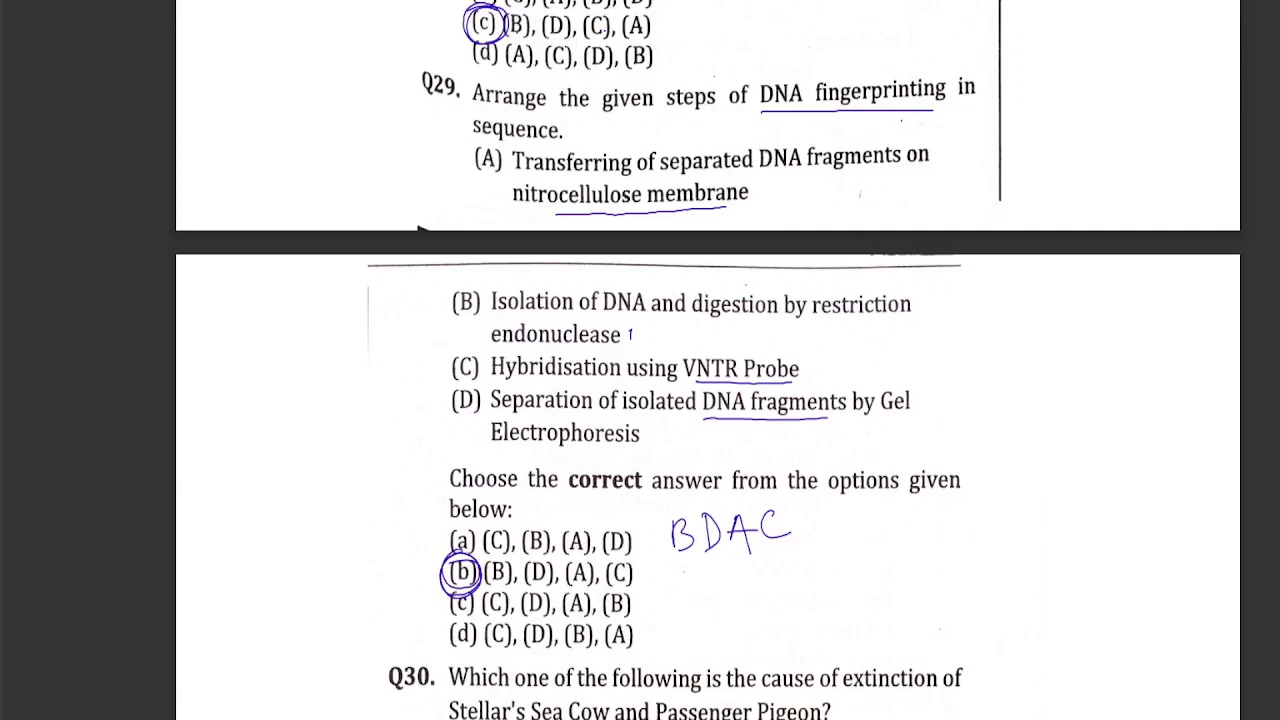 (c) (B), (D), (C), (A)
(d) (A), (C), (D), (B)
Q29. Arrange the given steps of DNA fingerprinting in
sequence.
(A) Transferring of separated DNA fragments on
nitrocellulose membrane
(B) Isolation of DNA and digestion by restriction
endonuclease 1
(C) Hybridisation using VNTR Probe
(D) Separation of isolated DNA fragments by Gel
Electrophoresis
Choose the correct answer from the options given
below:
(a) (C), (B), (A), (D)
BDAC
(b) (B), (D), (A), (C)
(c) (C), (D), (A), (B)
(d) (C), (D), (B), (A)
Q30. Which one of the following is the cause of extinction of
Stellar's Sea Cow and Passenger Pigeon?